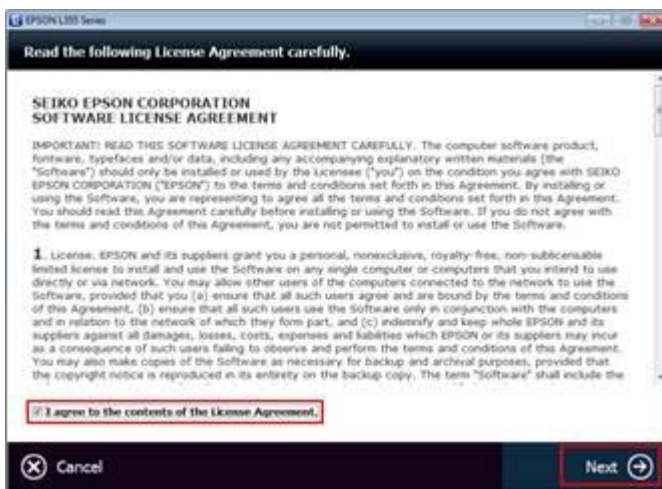 EPSON L355 Series
Read the following License Agreement carefully.
SEIKO EPSON CORPORATION
SOFTWARE LICENSE AGREEMENT
IMPORTANT! READ THIS SOFTWARE LICENSE AGREEMENT CAREFULLY. The computer software product,
fontware, typefaces and/or data, including any accompanying explanatory written materials (the
"Software") should only be installed or used by the Licensee ("you") on the condition you agree with SEIKO
EPSON CORPORATION ("EPSON") to the terms and conditions set forth in this Agreement. By installing or
using the Software, you are representing to agree all the terms and conditions set forth in this Agreement.
You should read this Agreement carefully before installing or using the Software. If you do not agree with
the terms and conditions of this Agreement, you are not permitted to install or use the Software.
1. License. EPSON and its suppliers grant you a personal, nonexclusive, royalty-free, non-sublicensable
limited license to install and use the Software on any single computer or computers that you intend to use
directly or via network. You may allow other users of the computers connected to the network to use the
Software, provided that you (a) ensure that all such users agree and are bound by the terms and conditions
of this Agreement, (b) ensure that all such users use the Software only in conjunction with the computers
and in relation to the network of which they form part, and (c) indemnify and keep whole EPSON and its
suppliers against all damages, losses, costs, expenses and liabilities which EPSON or its suppliers may incur
as a consequence of such users failing to observe and perform the terms and conditions of this Agreement.
You may also make copies of the Software as necessary for backup and archival purposes, provided that
the copyright notice is reproduced in its entirety on the backup copy. The term "Software" shall include the
I agree to the contents of the License Agreement.
Cancel
Next